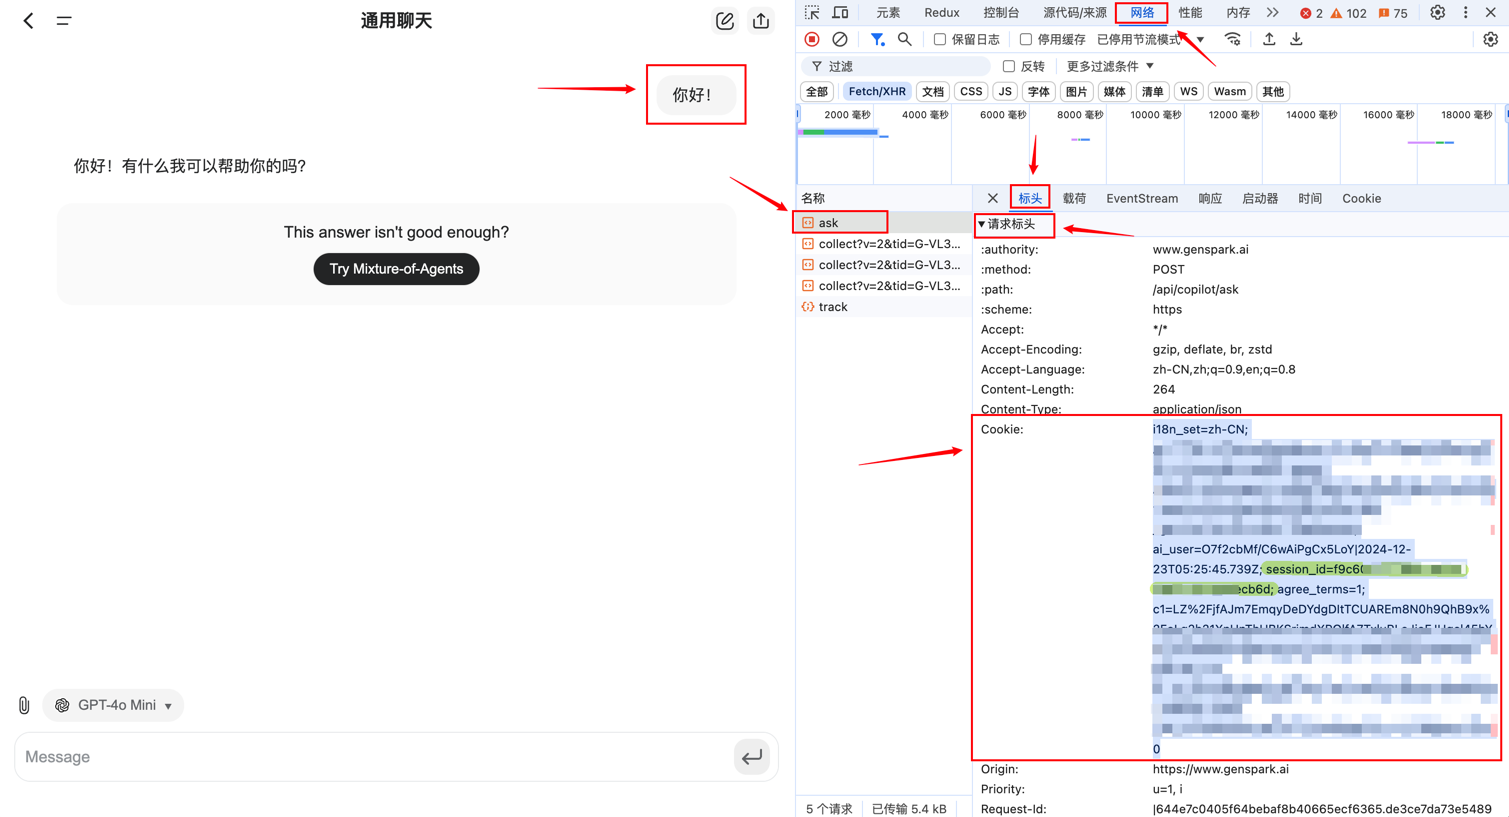 通用聊天
你好！
你好！有什么我可以帮助你的吗？
This answer isn't good enough?
Try Mixture-of-Agents
GPT-4o Mini
Message
元素 Redux 控制台 源代码/来源 网络 性能 内存 2 102 75
保留日志 停用缓存 已停用节流模式
过滤 反转 更多过滤条件
全部 Fetch/XHR 文档 CSS JS 字体 图片 媒体 清单 WS Wasm 其他
2000 毫秒 4000 毫秒 6000 毫秒 8000 毫秒 10000 毫秒 12000 毫秒 14000 毫秒 16000 毫秒 18000 毫秒
名称
ask
collect?v=2&tid=G-VL3...
collect?v=2&tid=G-VL3...
collect?v=2&tid=G-VL3...
track
5 个请求 已传输 5.4 kB
标头 载荷 EventStream 响应 启动器 时间 Cookie
请求标头
:authority: www.genspark.ai
:method: POST
:path: /api/copilot/ask
:scheme: https
Accept: */*
Accept-Encoding: gzip, deflate, br, zstd
Accept-Language: zh-CN,zh;q=0.9,en;q=0.8
Content-Length: 264
Content-Type: application/json
Cookie: i18n_set=zh-CN;
ai_user=O7f2cbMf/C6wAiPgCx5LoY|2024-12-
23T05:25:45.739Z; session_id=f9c60
ecb6d; agree_terms=1;
c1=LZ%2FjfAJm7EmqyDeDYdgDItTCUAREm8N0h9QhB9x%
0
Origin: https://www.genspark.ai
Priority: u=1, i
Request-Id: |644e7c0405f64bebaf8b40665ecf6365.de3ce7da73e5489